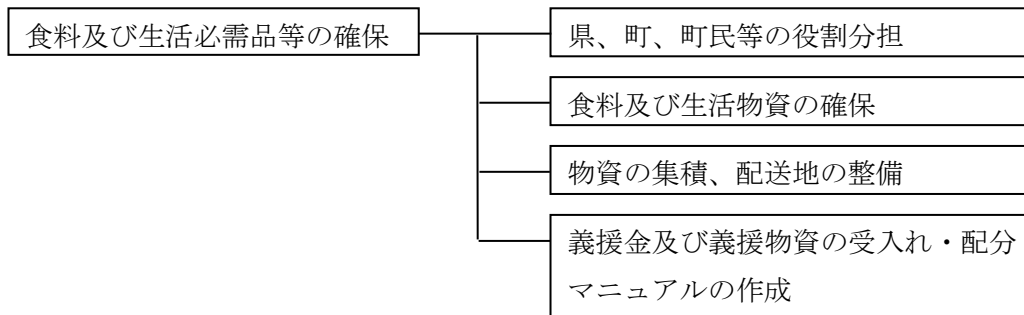 食料及び生活必需品等の確保
県、町、町民等の役割分担
食料及び生活物資の確保
物資の集積、配送地の整備
義援金及び義援物資の受入れ・配分
マニュアルの作成